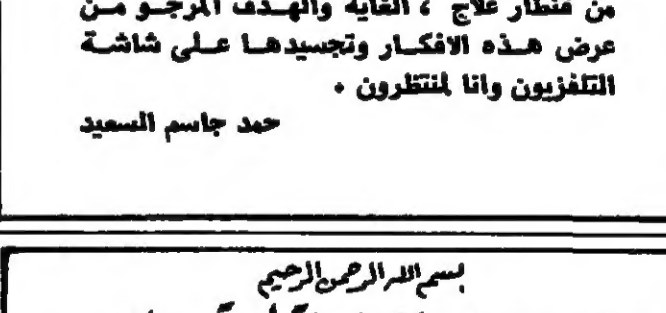 من قنطار علاج ، الغاية والهدف المرجو من
عرض هذه الافكار وتجسيدها على شاشة
التلفزيون وانا لمنتظرون .
حمد جاسم السعيد
بسم الله الرحمن الرحيم